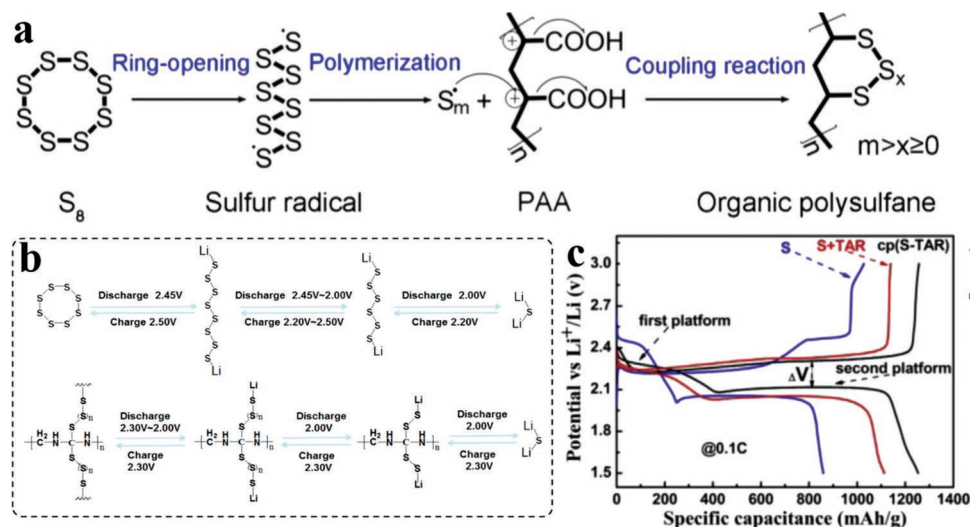 a
Ring-opening
Polymerization
Coupling reaction
S S S S S S S S
S S S S S S S S
S m + COOH COOH n
S S Sx n
m>x≥0
S8
Sulfur radical
PAA
Organic polysulfane
b
Discharge 2.45V
Charge 2.50V
Discharge 2.45V~2.00V
Charge 2.20V~2.50V
Discharge 2.00V
Charge 2.20V
Discharge
2.30V~2.00V
Charge
2.30V
Discharge
2.00V
Charge
2.30V
Discharge
2.00V
Charge
2.30V
c
S
S+TAR
cp(S-TAR)
first platform
second platform
ΔV
@0.1C
Potential vs Li+/Li (v)
3.0
2.7
2.4
2.1
1.8
1.5
0 200 400 600 800 1000 1200 1400
Specific capacitance (mAh/g)